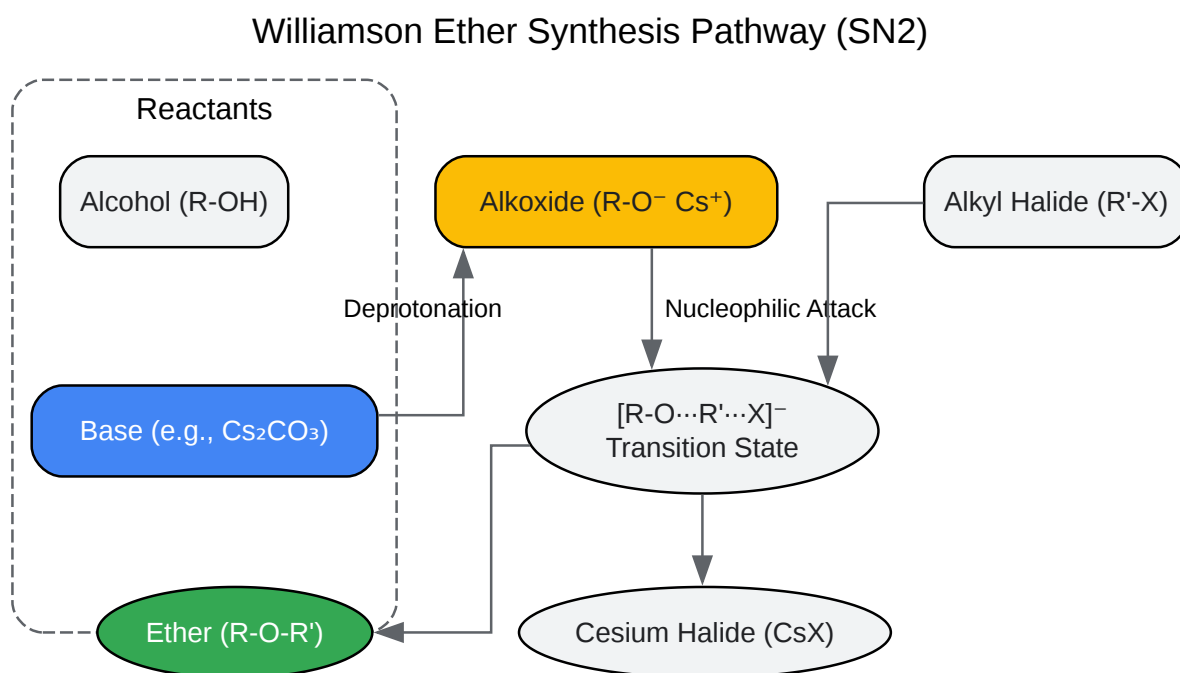 Williamson Ether Synthesis Pathway (SN2)
Reactants
Alcohol (R-OH)
Alkoxide (R-O⁻ Cs⁺)
Alkyl Halide (R'-X)
Deprotonation
Nucleophilic Attack
Base (e.g., Cs₂CO₃)
[R-O···R'···X]⁻
Transition State
Ether (R-O-R')
Cesium Halide (CsX)